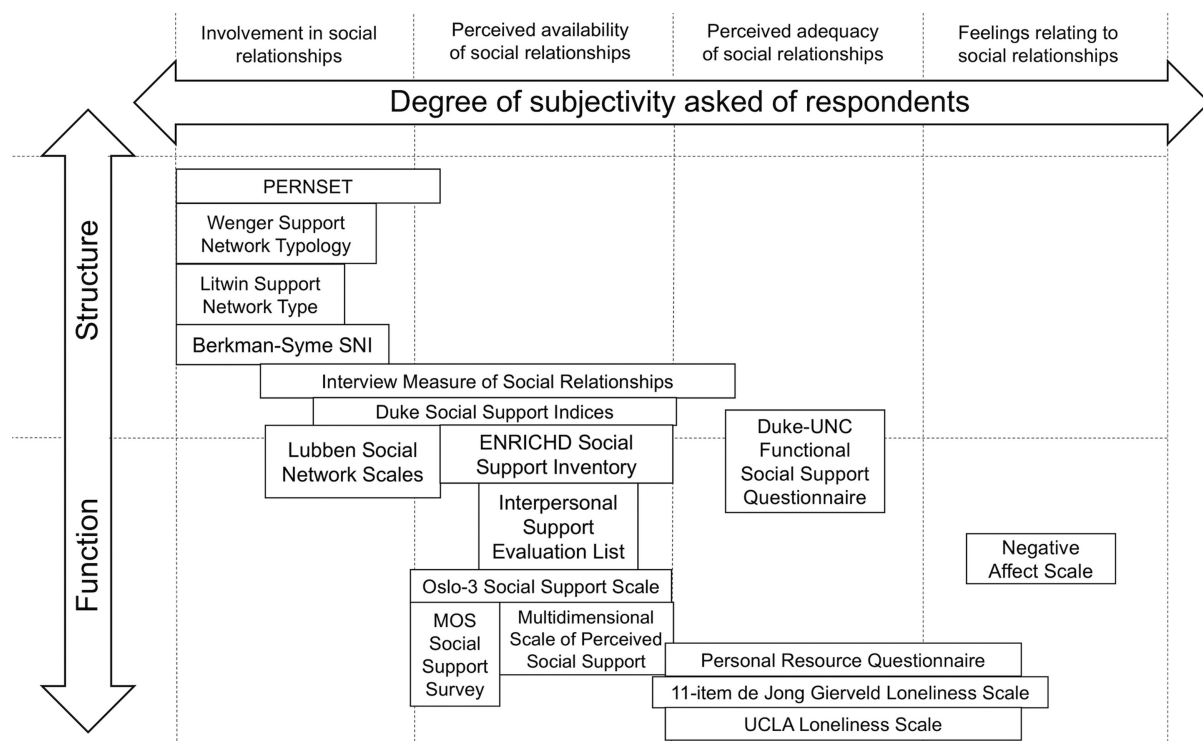 Involvement in social
relationships
Perceived availability
of social relationships
Perceived adequacy
of social relationships
Feelings relating to
social relationships
Degree of subjectivity asked of respondents
Structure
Function
PERNSET
Wenger Support
Network Typology
Litwin Support
Network Type
Berkman-Syme SNI
Interview Measure of Social Relationships
Duke Social Support Indices
Lubben Social
Network Scales
ENRICHD Social
Support Inventory
Duke-UNC
Functional
Social Support
Questionnaire
Interpersonal
Support
Evaluation List
Negative
Affect Scale
Oslo-3 Social Support Scale
MOS
Social
Support
Survey
Multidimensional
Scale of Perceived
Social Support
Personal Resource Questionnaire
11-item de Jong Gierveld Loneliness Scale
UCLA Loneliness Scale